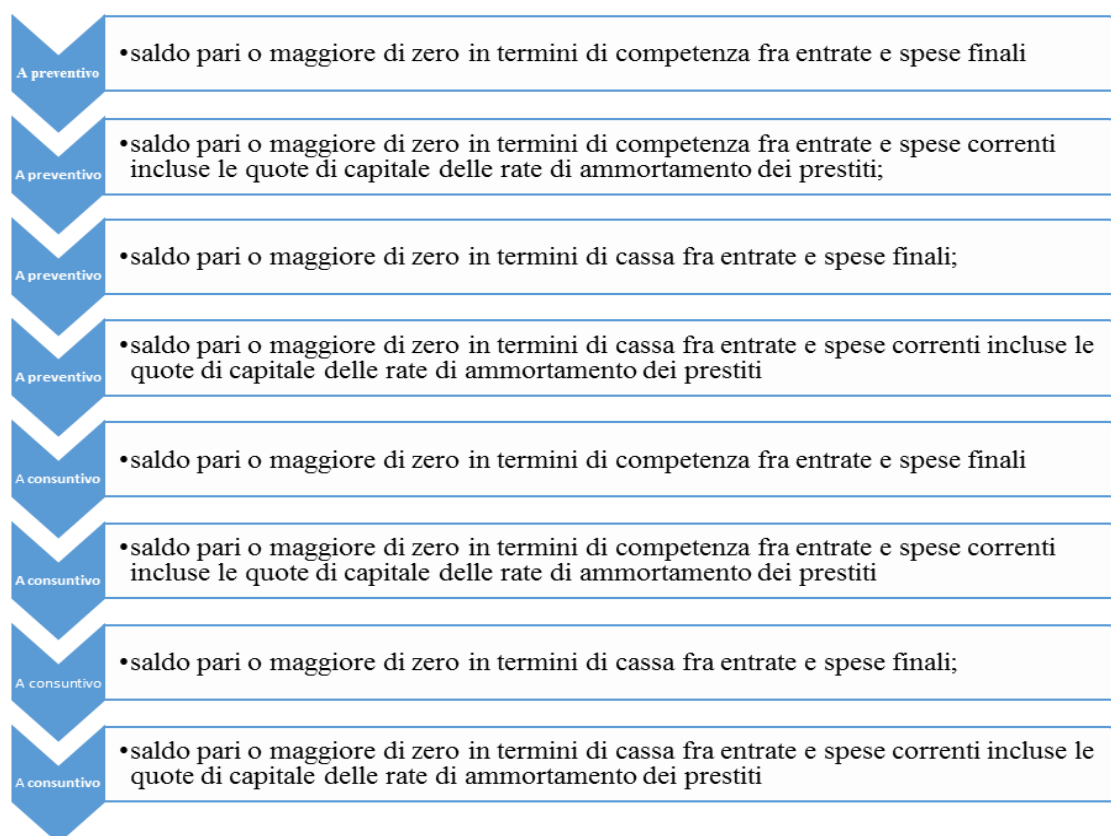 A preventivo
•saldo pari o maggiore di zero in termini di competenza fra entrate e spese finali
A preventivo
•saldo pari o maggiore di zero in termini di competenza fra entrate e spese correnti
incluse le quote di capitale delle rate di ammortamento dei prestiti;
A preventivo
•saldo pari o maggiore di zero in termini di cassa fra entrate e spese finali;
A preventivo
•saldo pari o maggiore di zero in termini di cassa fra entrate e spese correnti incluse le
quote di capitale delle rate di ammortamento dei prestiti
A consuntivo
•saldo pari o maggiore di zero in termini di competenza fra entrate e spese finali
A consuntivo
•saldo pari o maggiore di zero in termini di competenza fra entrate e spese correnti
incluse le quote di capitale delle rate di ammortamento dei prestiti
A consuntivo
•saldo pari o maggiore di zero in termini di cassa fra entrate e spese finali;
A consuntivo
•saldo pari o maggiore di zero in termini di cassa fra entrate e spese correnti incluse le
quote di capitale delle rate di ammortamento dei prestiti